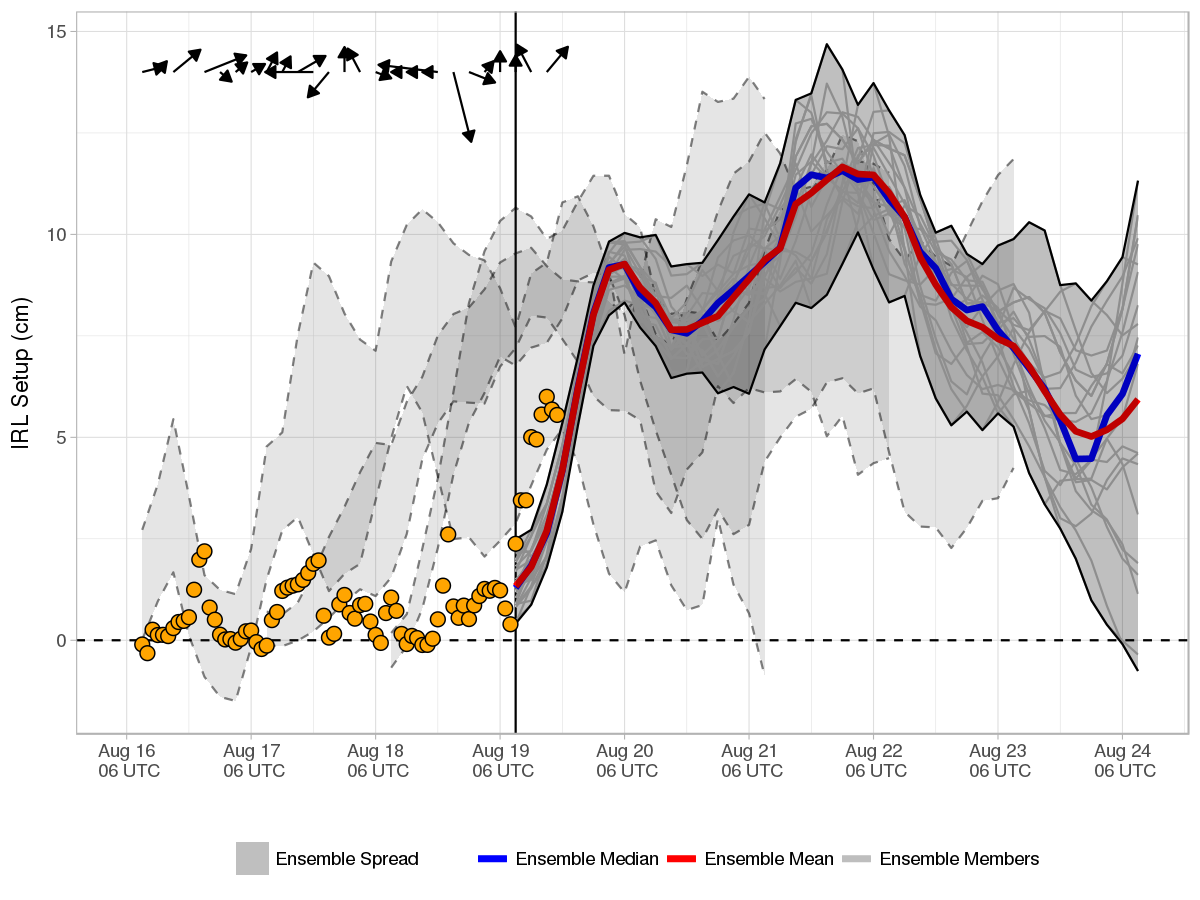 IRL Setup (cm)
15
10
5
0
Aug 16 Aug 17 Aug 18 Aug 19 Aug 20 Aug 21 Aug 22 Aug 23 Aug 24
06 UTC 06 UTC 06 UTC 06 UTC 06 UTC 06 UTC 06 UTC 06 UTC 06 UTC
Ensemble Spread Ensemble Median Ensemble Mean Ensemble Members